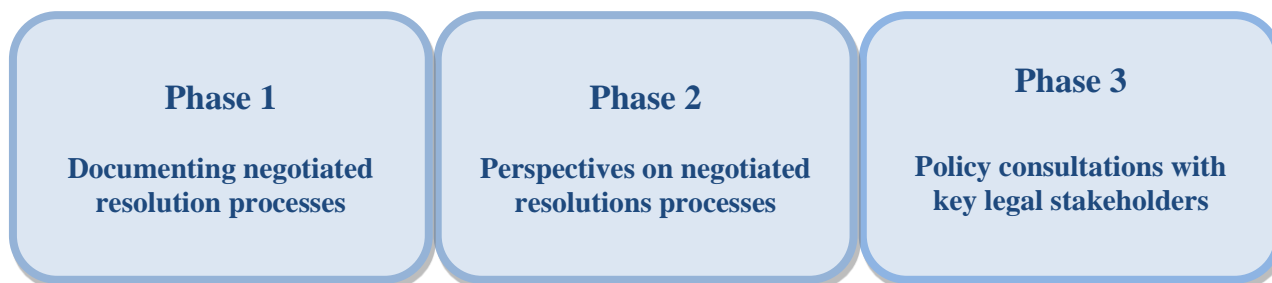 Phase 1
Documenting negotiated
resolution processes
Phase 2
Perspectives on negotiated
resolutions processes
Phase 3
Policy consultations with
key legal stakeholders